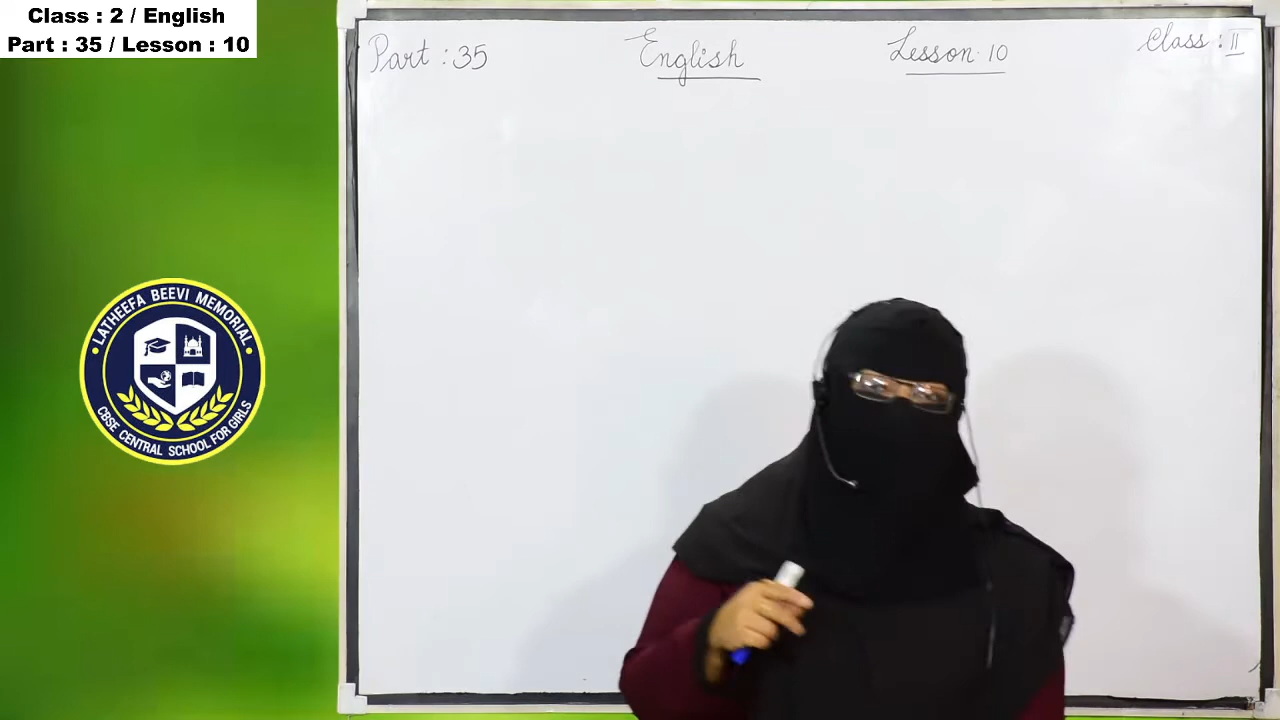 Class : 2 / English
Part : 35 / Lesson : 10
Part : 35 English Lesson 10 Class : II
LATHEEFA BEEVI MEMORIAL
CBSE CENTRAL SCHOOL FOR GIRLS